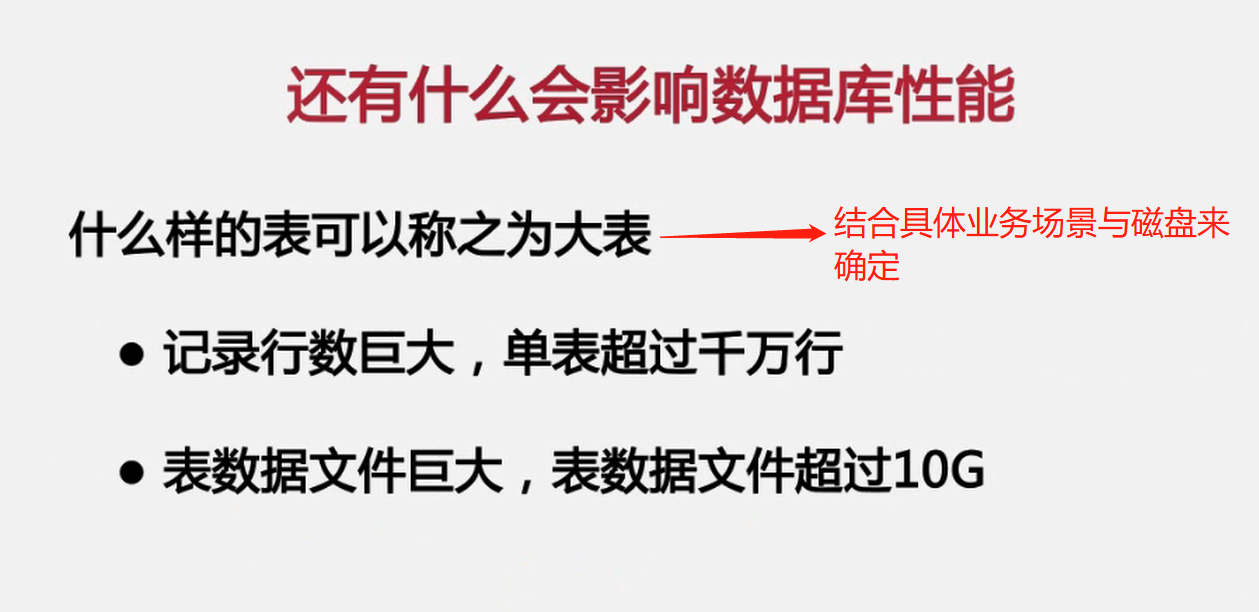 还有什么会影响数据库性能
什么样的表可以称之为大表
结合具体业务场景与磁盘来
确定
● 记录行数巨大，单表超过千万行
● 表数据文件巨大，表数据文件超过10G